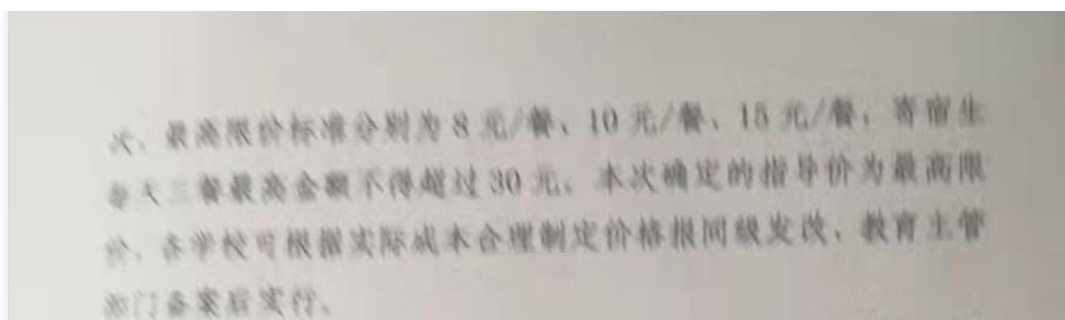 次，最高限价标准分别为8元/餐、10元/餐、15元/餐，寄宿生
每天三餐最高金额不得超过30元。本次确定的指导价为最高限
价，各学校可根据实际成本合理制定价格报同级发改、教育主管
部门备案后实行。